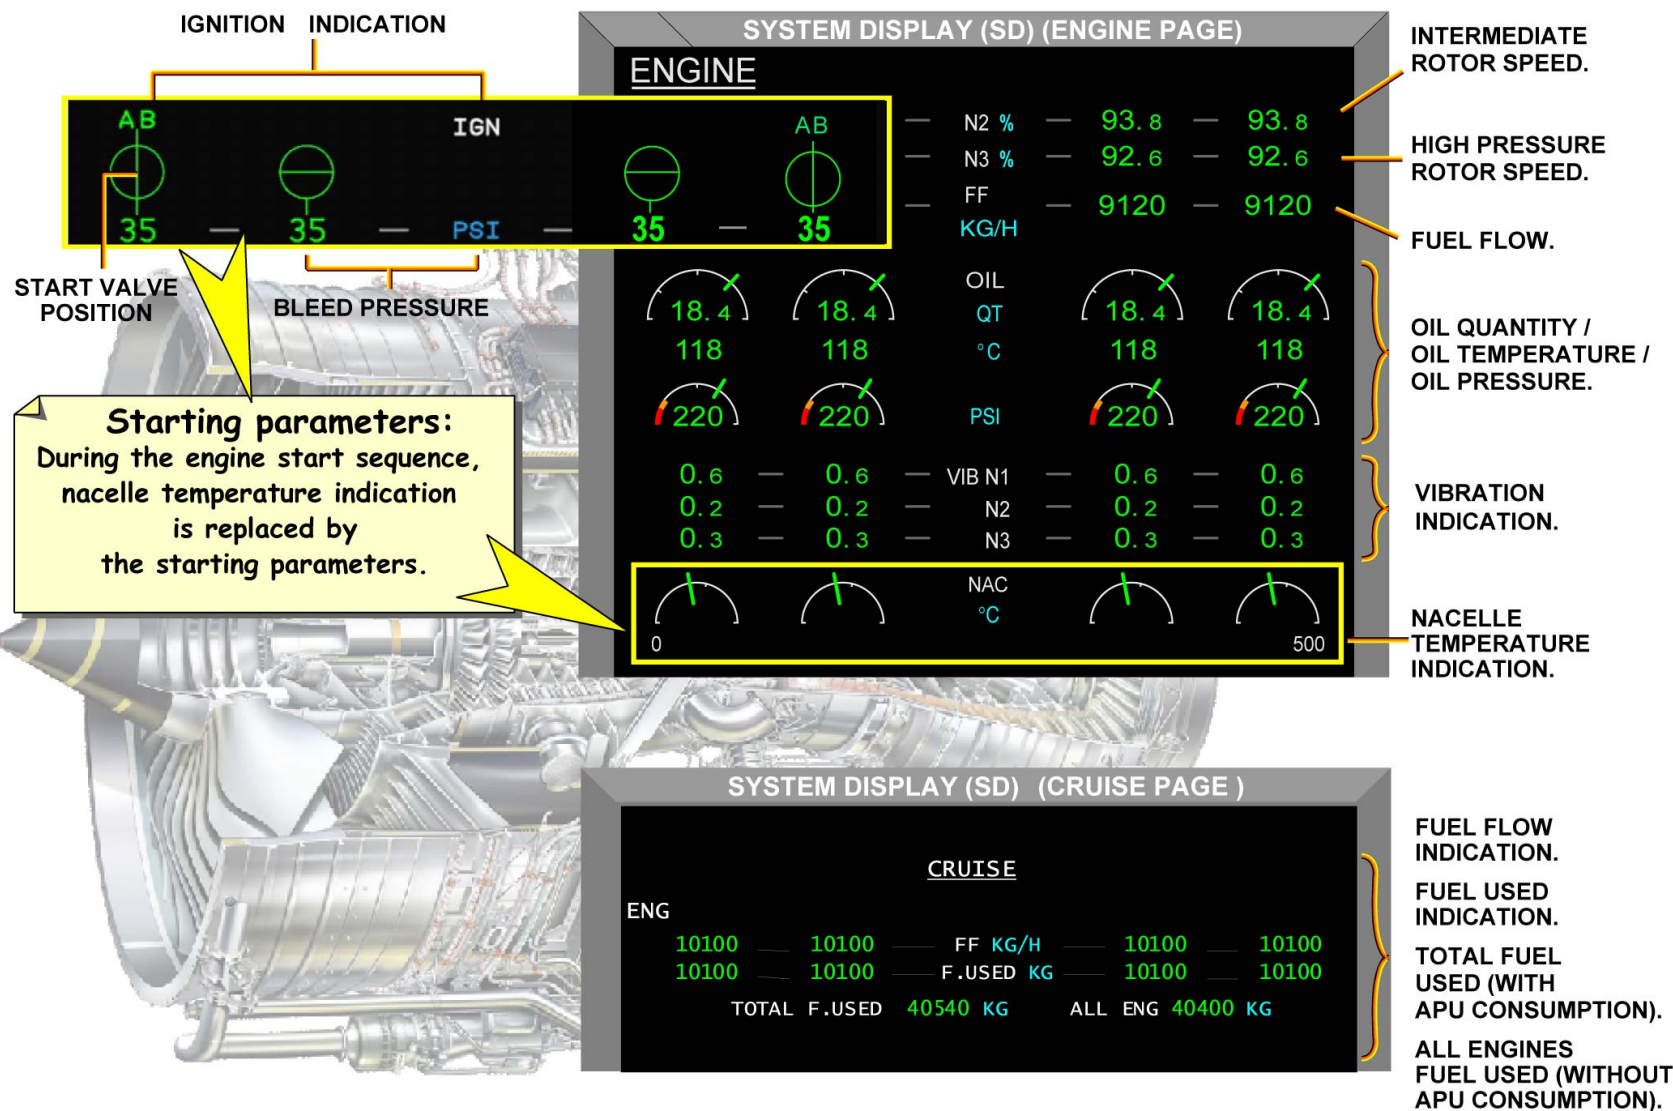 IGNITION INDICATION
SYSTEM DISPLAY (SD) (ENGINE PAGE)
INTERMEDIATE
ROTOR SPEED.
ENGINE
AB
IGN
AB
N2 % 93.8 93.8
N3 % 92.6 92.6
HIGH PRESSURE
ROTOR SPEED.
FF
KG/H
9120 9120
35 35 PSI 35 35
FUEL FLOW.
START VALVE
POSITION
BLEED PRESSURE
OIL
18.4 18.4 QT 18.4 18.4
118 118 °C 118 118
220 220 PSI 220 220
OIL QUANTITY /
OIL TEMPERATURE /
OIL PRESSURE.
Starting parameters:
During the engine start sequence,
nacelle temperature indication
is replaced by
the starting parameters.
0.6 0.6 VIB N1 0.6 0.6
0.2 0.2 N2 0.2 0.2
0.3 0.3 N3 0.3 0.3
VIBRATION
INDICATION.
NAC
°C
0 500
NACELLE
TEMPERATURE
INDICATION.
SYSTEM DISPLAY (SD) (CRUISE PAGE )
CRUISE
ENG
10100 10100 FF KG/H 10100 10100
10100 10100 F.USED KG 10100 10100
TOTAL F.USED 40540 KG ALL ENG 40400 KG
FUEL FLOW
INDICATION.
FUEL USED
INDICATION.
TOTAL FUEL
USED (WITH
APU CONSUMPTION).
ALL ENGINES
FUEL USED (WITHOUT
APU CONSUMPTION).